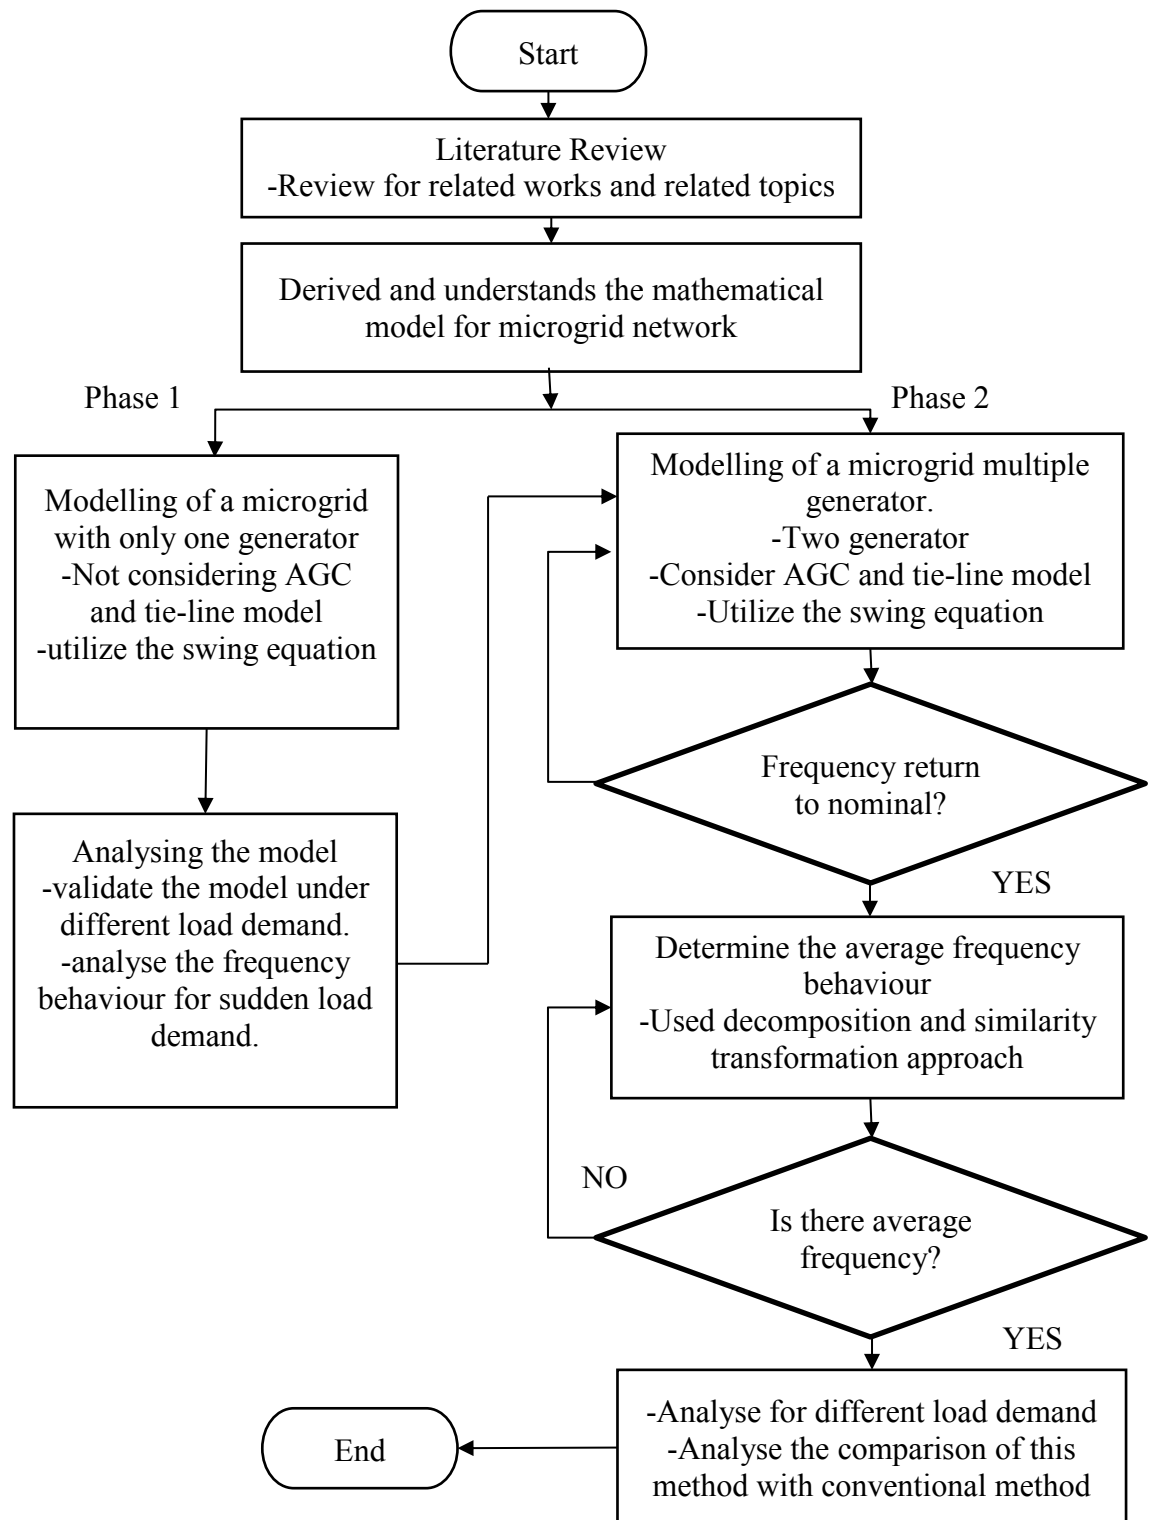 Start
Literature Review
-Review for related works and related topics
Derived and understands the mathematical
model for microgrid network
Phase 1
Phase 2
Modelling of a microgrid
with only one generator
-Not considering AGC
and tie-line model
-utilize the swing equation
Analysing the model
-validate the model under
different load demand.
-analyse the frequency
behaviour for sudden load
demand.
Modelling of a microgrid multiple
generator.
-Two generator
-Consider AGC and tie-line model
-Utilize the swing equation
Frequency return
to nominal?
YES
Determine the average frequency
behaviour
-Used decomposition and similarity
transformation approach
NO
Is there average
frequency?
YES
-Analyse for different load demand
-Analyse the comparison of this
method with conventional method
End